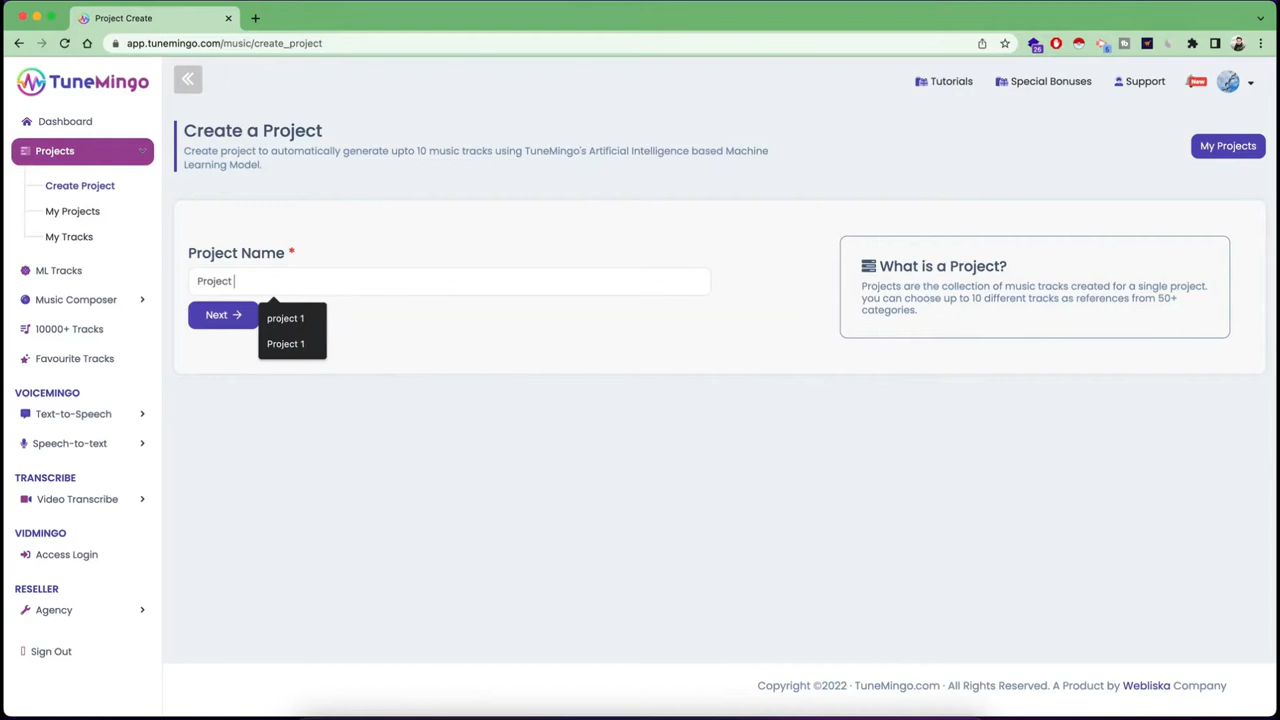 Project Create
app.tunemingo.com/music/create_project
26
6
TuneMingo
Tutorials
Special Bonuses
Support
New
Dashboard
Projects
Create Project
My Projects
My Tracks
ML Tracks
Music Composer
10000+ Tracks
Favourite Tracks
VOICEMINGO
Text-to-Speech
Speech-to-text
TRANSCRIBE
Video Transcribe
VIDMINGO
Access Login
RESELLER
Agency
Sign Out
Create a Project
Create project to automatically generate upto 10 music tracks using TuneMingo's Artificial Intelligence based Machine
Learning Model.
My Projects
Project Name *
Project
Next
project 1
Project 1
What is a Project?
Projects are the collection of music tracks created for a single project.
you can choose up to 10 different tracks as references from 50+
categories.
Copyright ©2022 · TuneMingo.com · All Rights Reserved. A Product by Webliska Company